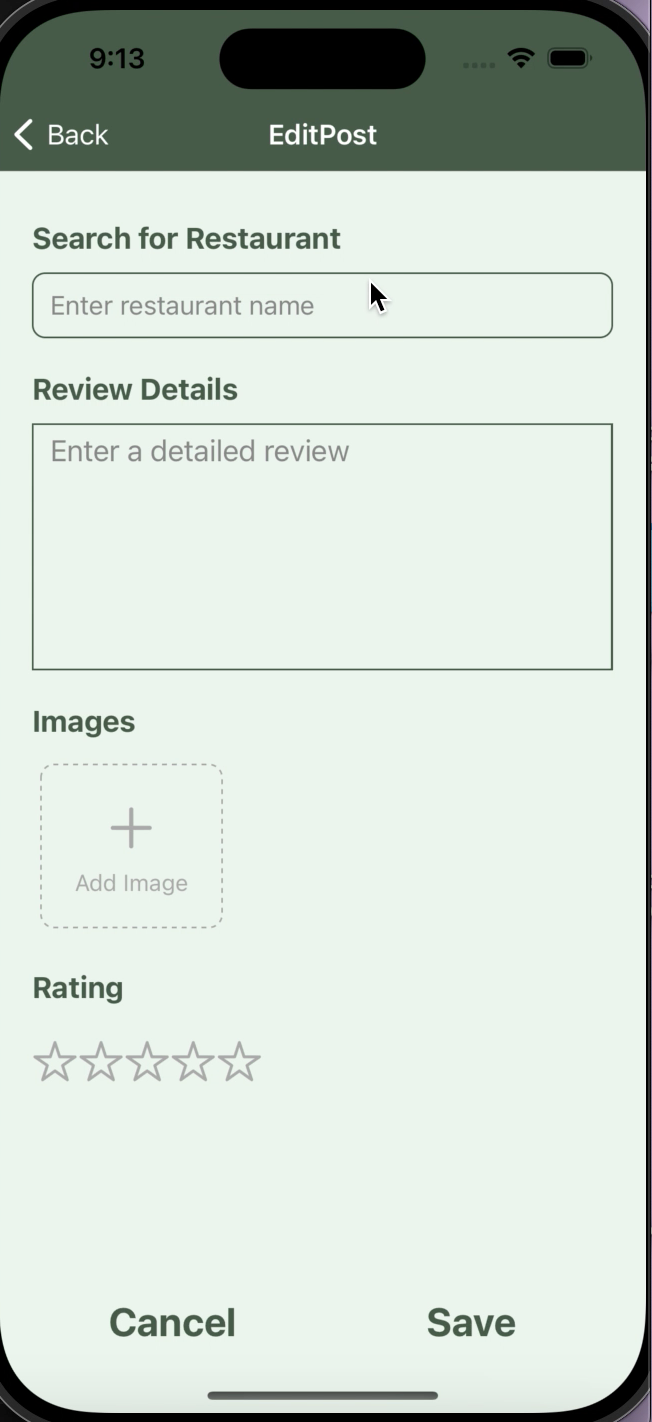 9:13
Back
EditPost
Search for Restaurant
Enter restaurant name
Review Details
Enter a detailed review
Images
Add Image
Rating
Cancel
Save